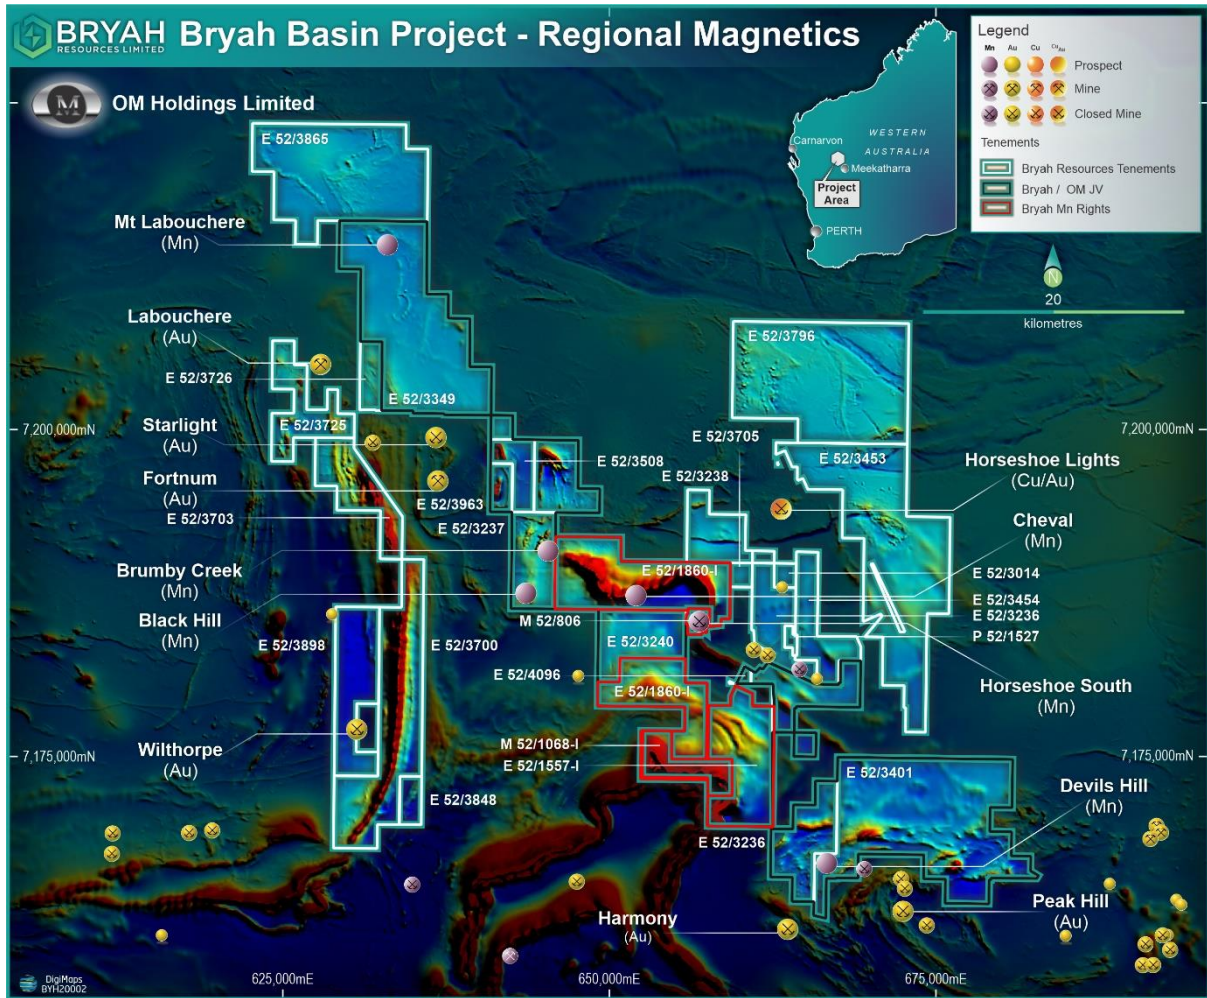 BRYAH
RESOURCES LIMITED
Bryah Basin Project - Regional Magnetics
M
OM Holdings Limited
Legend
Mn Au Cu Cu Au
Prospect
Mine
Closed Mine
Tenements
Bryah Resources Tenements
Bryah / OM JV
Bryah Mn Rights
WESTERN
AUSTRALIA
Carnarvon
Meekatharra
Project
Area
PERTH
N
20
kilometres
E 52/3865
Mt Labouchere
(Mn)
Labouchere
(Au)
E 52/3726
E 52/3349
E 52/3796
Starlight
(Au)
E 52/3725
7,200,000mN
7,200,000mN
E 52/3705
E 52/3453
E 52/3508
E 52/3238
Horseshoe Lights
(Cu/Au)
Fortnum
(Au)
E 52/3963
E 52/3703
E 52/3237
Cheval
(Mn)
Brumby Creek
(Mn)
E 52/1860-I
E 52/3014
E 52/3454
E 52/3236
P 52/1527
Black Hill
(Mn)
M 52/806
E 52/3898
E 52/3700
E 52/3240
E 52/4096
E 52/1860-I
Horseshoe South
(Mn)
Wilthorpe
(Au)
M 52/1068-I
E 52/1557-I
7,175,000mN
7,175,000mN
E 52/3401
Devils Hill
(Mn)
E 52/3848
E 52/3236
Harmony
(Au)
Peak Hill
(Au)
625,000mE
650,000mE
675,000mE
DigiMaps
BYH20002